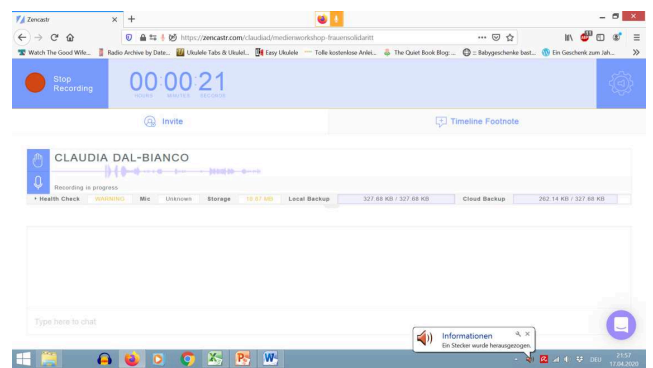 Zencastr
https://zencastr.com/claudiad/medienworkshop-frauensolidaritt
Watch The Good Wife... Radio Archive by Date... Ukulele Tabs & Ukulel... Easy Ukulele Tolle kostenlose Anlei... The Quiet Book Blog: ... :: Babygeschenke bast... Ein Geschenk zum Jah...
Stop
Recording
00:00:21
HOURS MINUTES SECONDS
Invite
Timeline Footnote
CLAUDIA DAL-BIANCO
Recording in progress
Health Check WARNING Mic Unknown Storage Local Backup 327.68 KB / 327.68 KB Cloud Backup 262.14 KB / 327.68 KB
Type here to chat
Informationen
Ein Stecker wurde herausgezogen.
DEU
21:57
17.04.2020